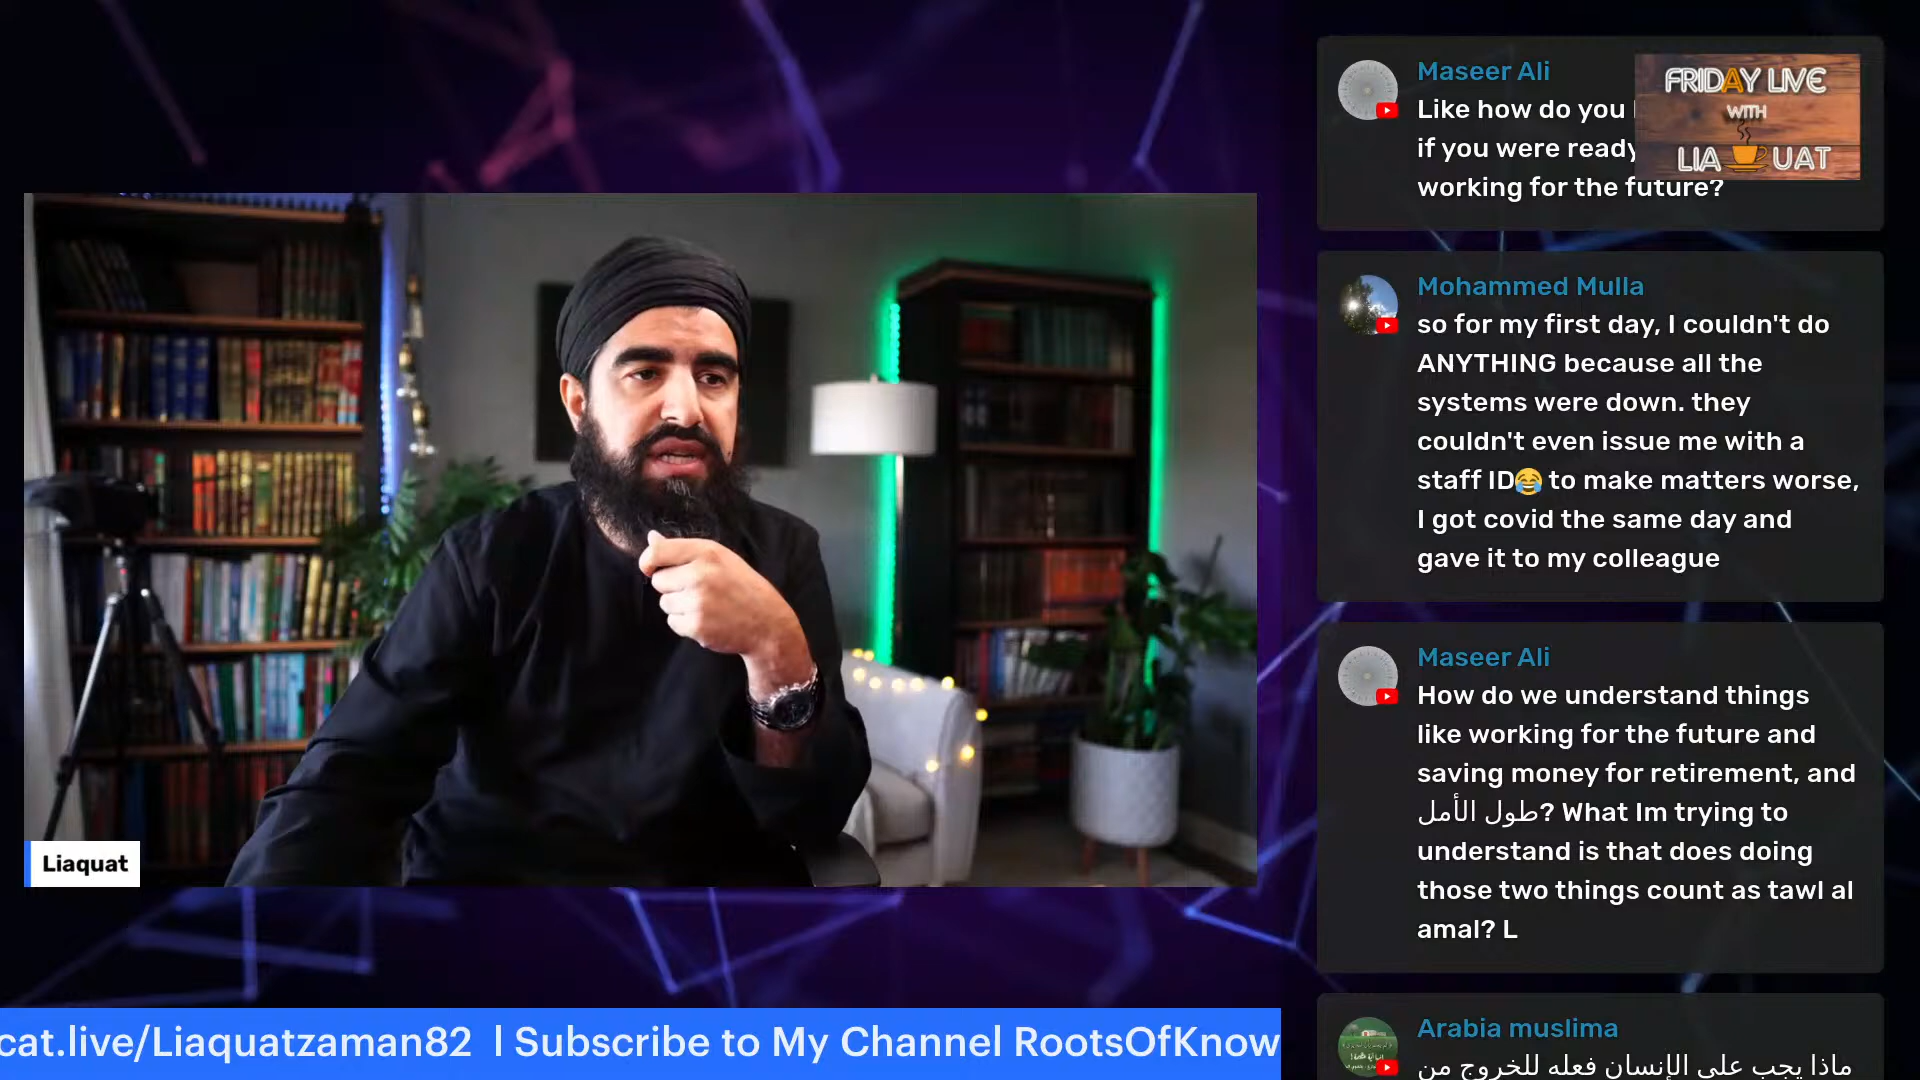 Maseer Ali
Like how do you
if you were ready
working for the future?
FRIDAY LIVE
WITH
LIA UAT
Mohammed Mulla
so for my first day, I couldn't do
ANYTHING because all the
systems were down. they
couldn't even issue me with a
staff ID😂 to make matters worse,
I got covid the same day and
gave it to my colleague
Maseer Ali
How do we understand things
like working for the future and
saving money for retirement, and
طول الأمل? What Im trying to
understand is that does doing
those two things count as tawl al
amal? L
Arabia muslima
ماذا يجب على الإنسان فعله للخروج من
Liaquat
cat.live/Liaquatzaman82 | Subscribe to My Channel RootsOfKnow